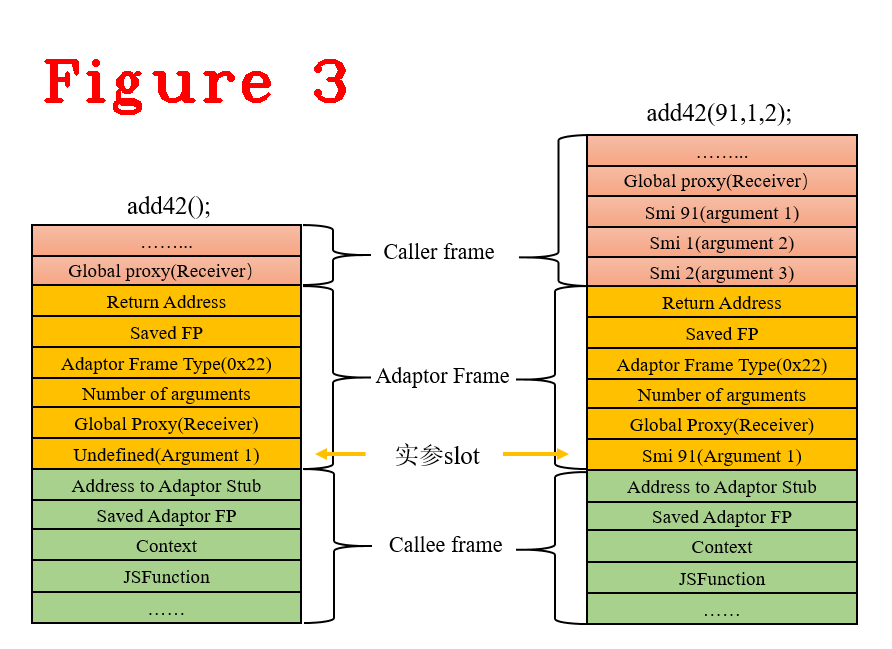 Figure 3
add42();
………..
Global proxy(Receiver）
Return Address
Saved FP
Adaptor Frame Type(0x22)
Number of arguments
Global Proxy(Receiver)
Undefined(Argument 1)
Address to Adaptor Stub
Saved Adaptor FP
Context
JSFunction
……
Caller frame
Adaptor Frame
实参slot
Callee frame
add42(91,1,2);
………..
Global proxy(Receiver）
Smi 91(argument 1)
Smi 1(argument 2)
Smi 2(argument 3)
Return Address
Saved FP
Adaptor Frame Type(0x22)
Number of arguments
Global Proxy(Receiver)
Smi 91(Argument 1)
Address to Adaptor Stub
Saved Adaptor FP
Context
JSFunction
……